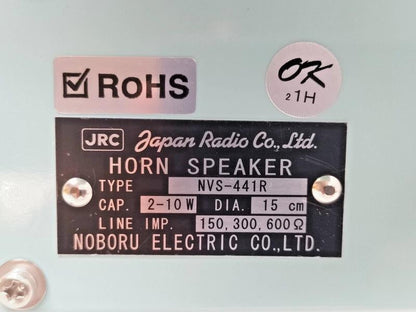 RoHS
OK
21H
JRC Japan Radio Co., Ltd.
HORN SPEAKER
TYPE NVS-441R
CAP. 2-10 W DIA. 15 cm
LINE IMP. 150, 300, 600Ω
NOBORU ELECTRIC CO., LTD.